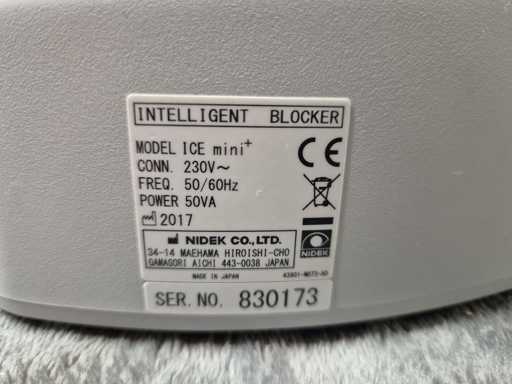 INTELLIGENT BLOCKER
MODEL ICE mini+
CONN. 230V~
FREQ. 50/60Hz
POWER 50VA
2017
CE
NIDEK CO., LTD.
34-14 MAEHAMA HIROISHI-CHO
GAMAGORI AICHI 443-0038 JAPAN
NIDEK
MADE IN JAPAN
SER. NO. 830173